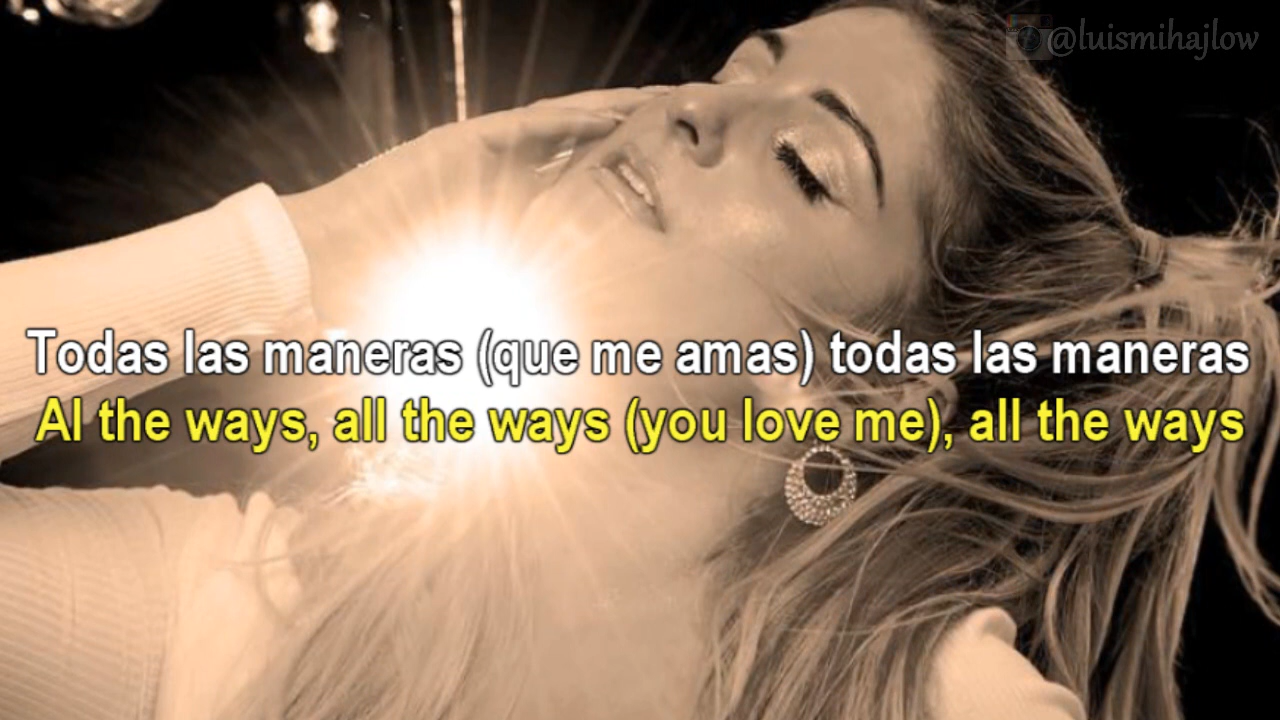 @luismihajlow
Todas las maneras (que me amas) todas las maneras
Al the ways, all the ways (you love me), all the ways